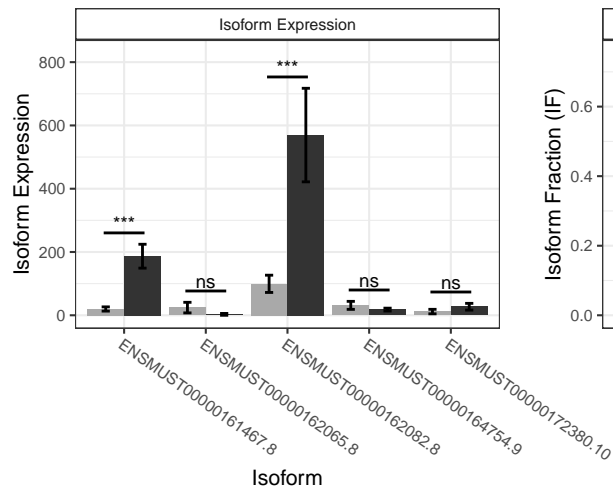 Isoform Expression
Isoform Expression
800
600
400
200
0
***
ns
***
ns
ns
ENSMUST00000161467.8
ENSMUST00000162065.8
ENSMUST00000162082.8
ENSMUST00000164754.9
ENSMUST00000172380.10
Isoform
Isoform Fraction (IF)
0.6
0.4
0.2
0.0